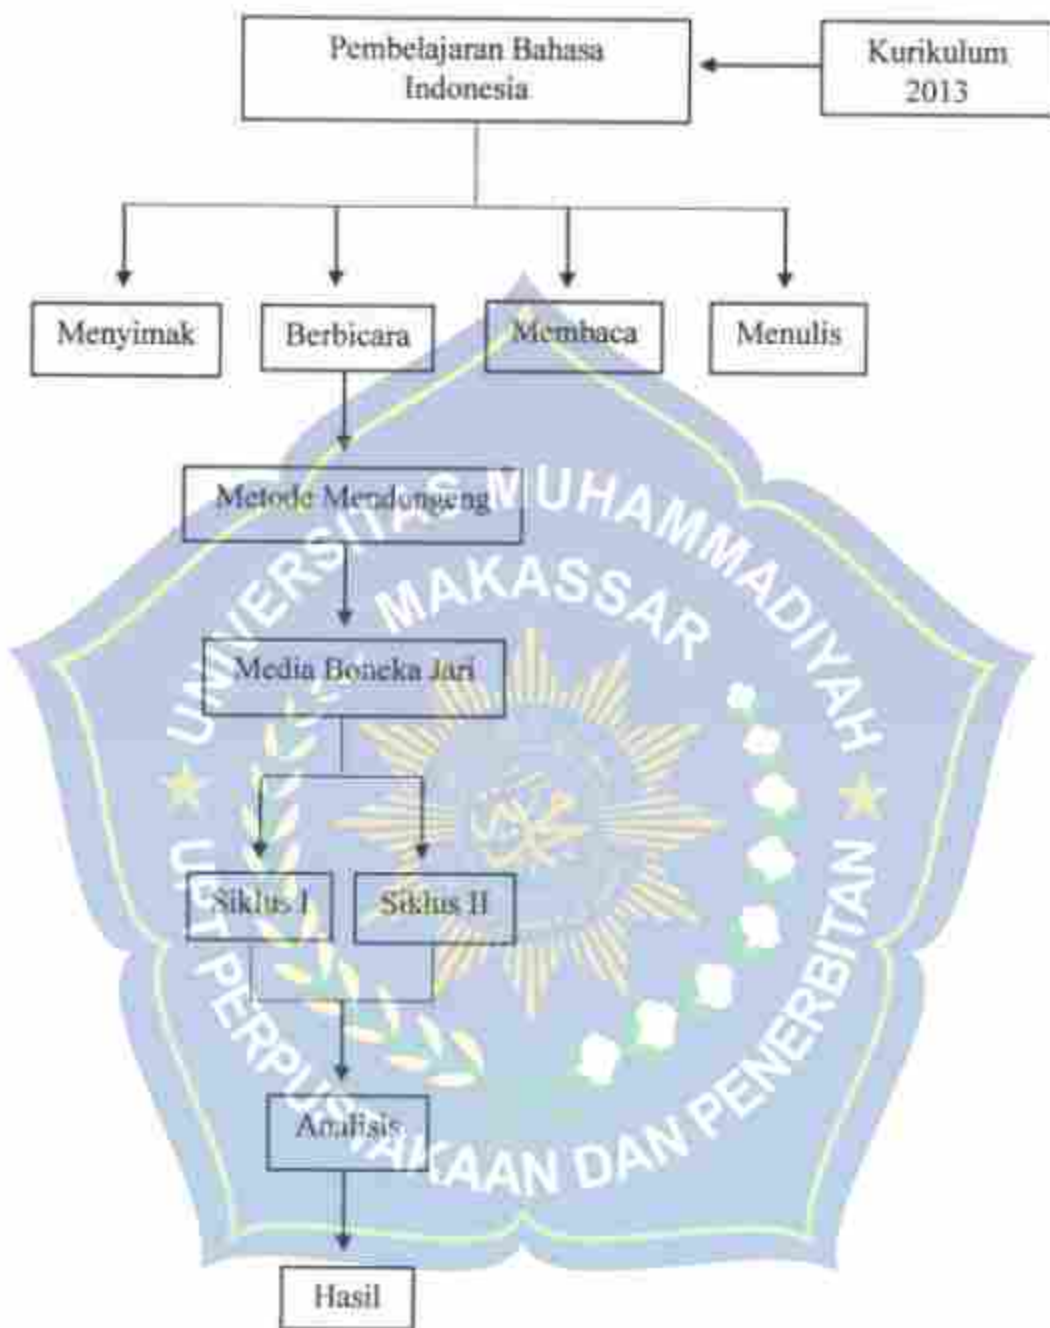 Pembelajaran Bahasa
Indonesia
Kurikulum
2013
Menyimak
Berbicara
Membaca
Menulis
Metode Mendongeng
UNIVERSITAS MUHAMMADIYAH
MAKASSAR
Media Boneka Jari
Siklus I
Siklus II
UPT PERPUSTAKAAN DAN PENERBITAN
Analisis
Hasil